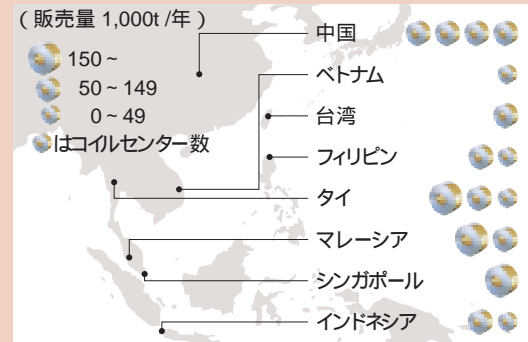 （販売量 1,000t /年）
150 ~
50 ~ 149
0 ~ 49
はコイルセンター数
中国
ベトナム
台湾
フィリピン
タイ
マレーシア
シンガポール
インドネシア